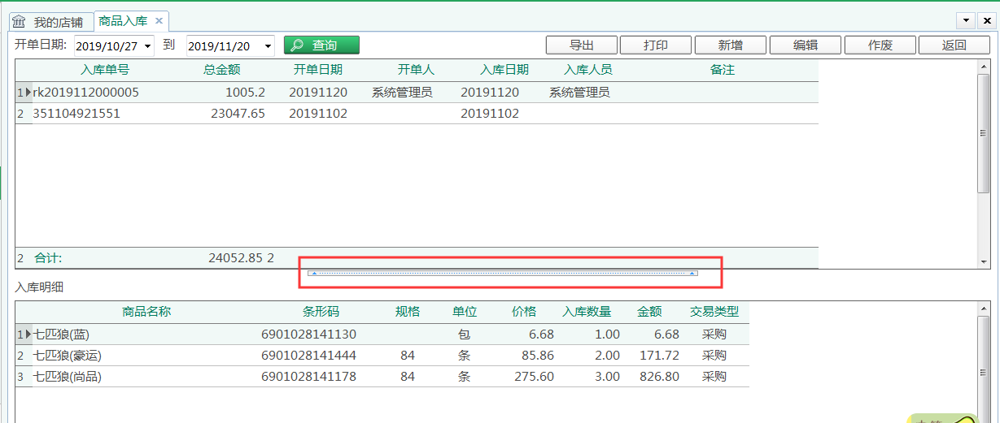 我的店铺 商品入库
开单日期: 2019/10/27 到 2019/11/20 查询 导出 打印 新增 编辑 作废 返回
入库单号 总金额 开单日期 开单人 入库日期 入库人员 备注
1 rk2019112000005 1005.2 20191120 系统管理员 20191120 系统管理员
2 351104921551 23047.65 20191102 20191102
2 合计: 24052.85 2
入库明细
商品名称 条形码 规格 单位 价格 入库数量 金额 交易类型
1 七匹狼(蓝) 6901028141130 包 6.68 1.00 6.68 采购
2 七匹狼(豪运) 6901028141444 84 条 85.86 2.00 171.72 采购
3 七匹狼(尚品) 6901028141178 84 条 275.60 3.00 826.80 采购